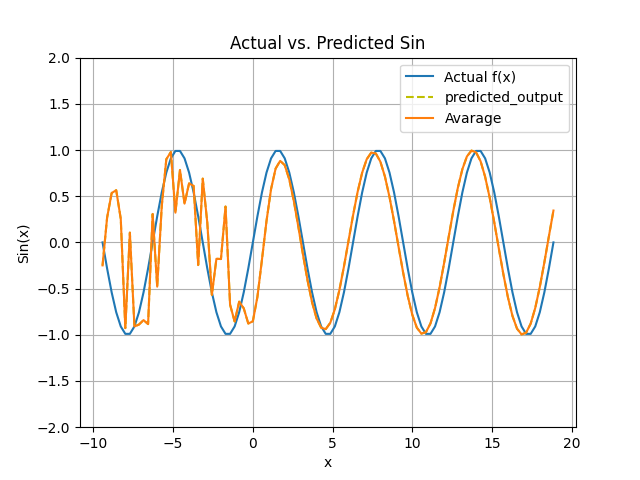 Actual vs. Predicted Sin
2.0
1.5
1.0
0.5
0.0
−0.5
−1.0
−1.5
−2.0
Sin(x)
Actual f(x)
predicted_output
Avarage
−10 −5 0 5 10 15 20
x